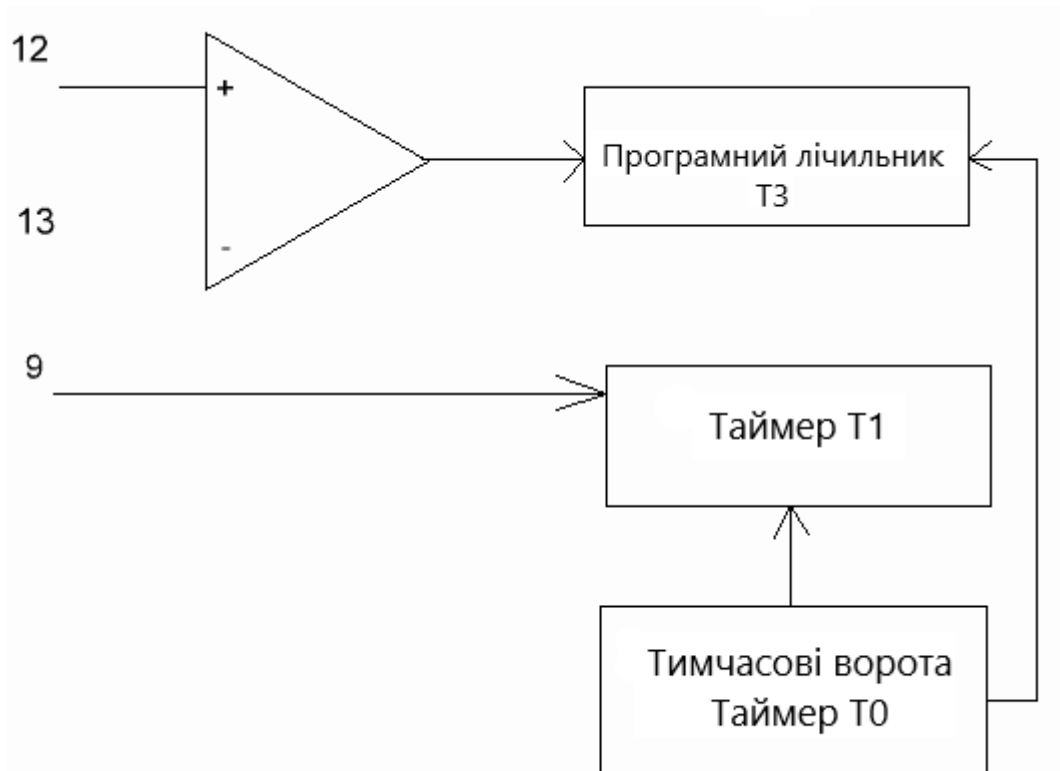 12
+
Програмний лічильник
Т3
13
-
9
Таймер Т1
Тимчасові ворота
Таймер Т0